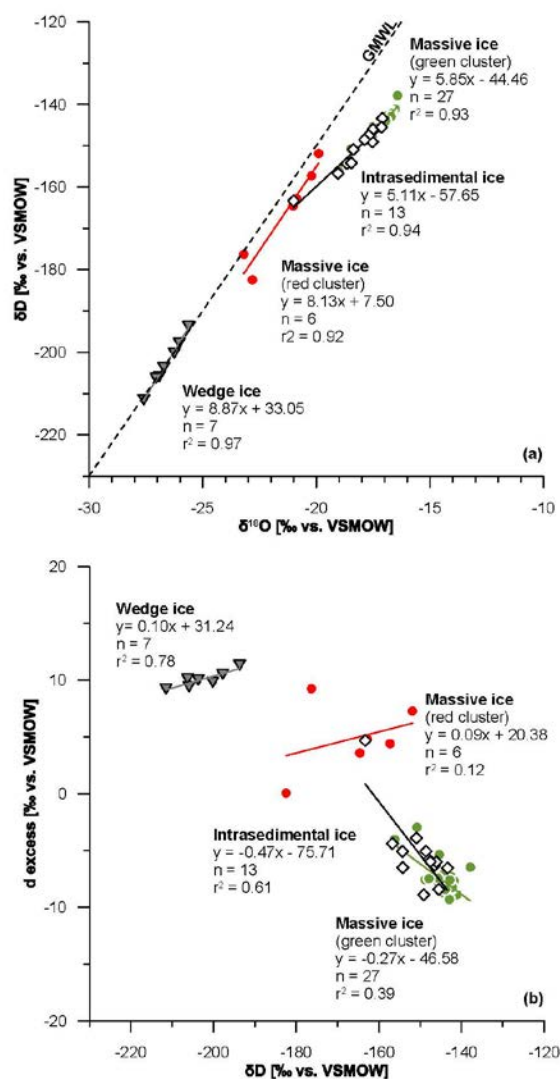 -120
-140
-160
-180
-200
-220
δD [‰ vs. VSMOW]
GMWL
Massive ice
(green cluster)
y = 5.85x - 44.46
n = 27
r² = 0.93
Intrasedimental ice
y = 5.11x - 57.65
n = 13
r² = 0.94
Massive ice
(red cluster)
y = 8.13x + 7.50
n = 6
r2 = 0.92
Wedge ice
y = 8.87x + 33.05
n = 7
r² = 0.97
(a)
-30 -25 -20 -15 -10
δ¹⁸O [‰ vs. VSMOW]
20
10
0
-10
-20
d excess [‰ vs. VSMOW]
Wedge ice
y= 0.10x + 31.24
n = 7
r² = 0.78
Massive ice
(red cluster)
y = 0.09x + 20.38
n = 6
r² = 0.12
Intrasedimental ice
y = -0.47x - 75.71
n = 13
r² = 0.61
Massive ice
(green cluster)
y = -0.27x - 46.58
n = 27
r² = 0.39
(b)
-220 -200 -180 -160 -140 -120
δD [‰ vs. VSMOW]